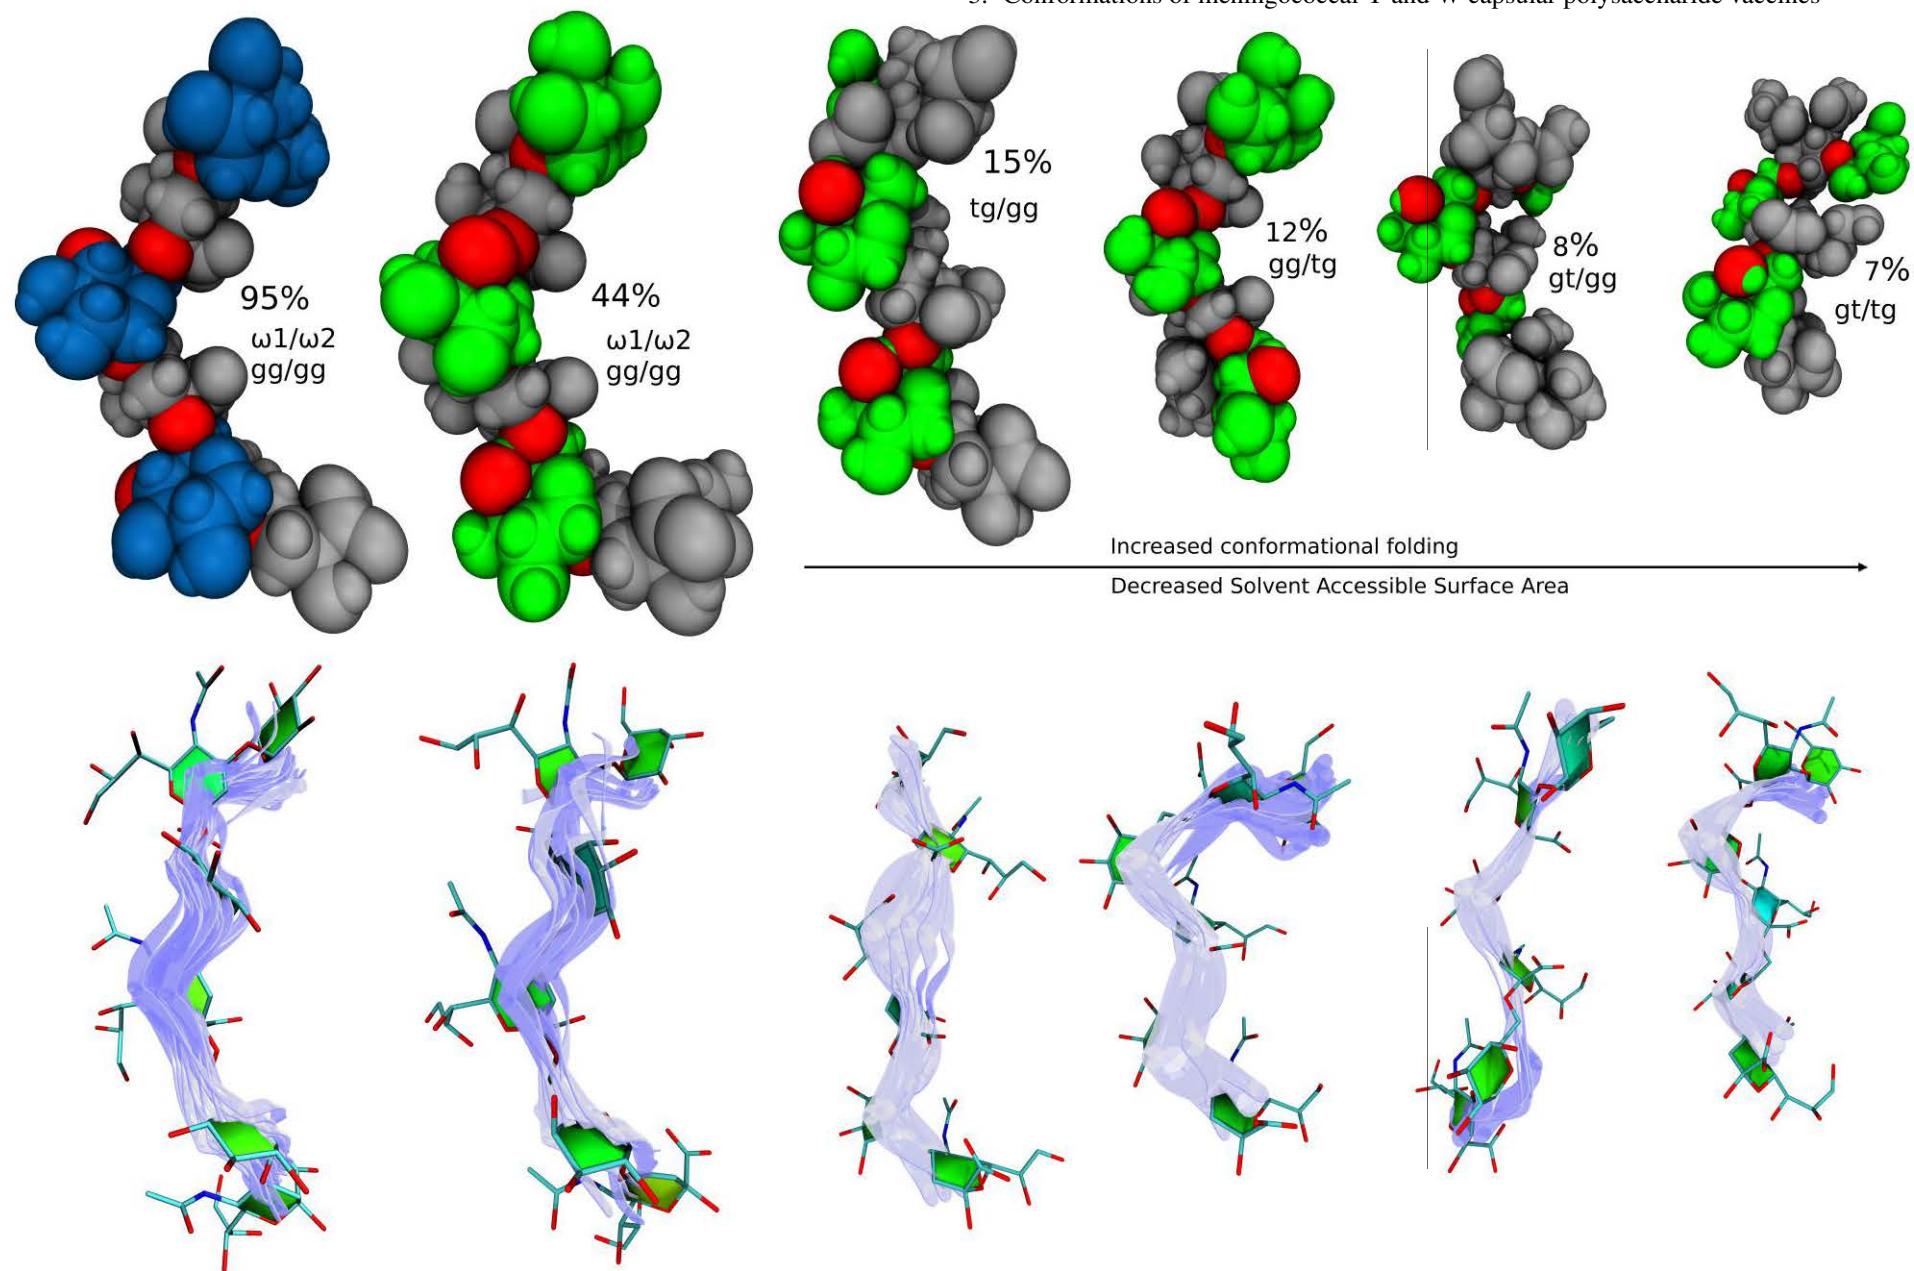 5. Conformations of meningococcal Y and W capsular polysaccharide vaccines
95%
ω1/ω2
gg/gg
44%
ω1/ω2
gg/gg
15%
tg/gg
12%
gg/tg
8%
gt/gg
7%
gt/tg
Increased conformational folding
Decreased Solvent Accessible Surface Area